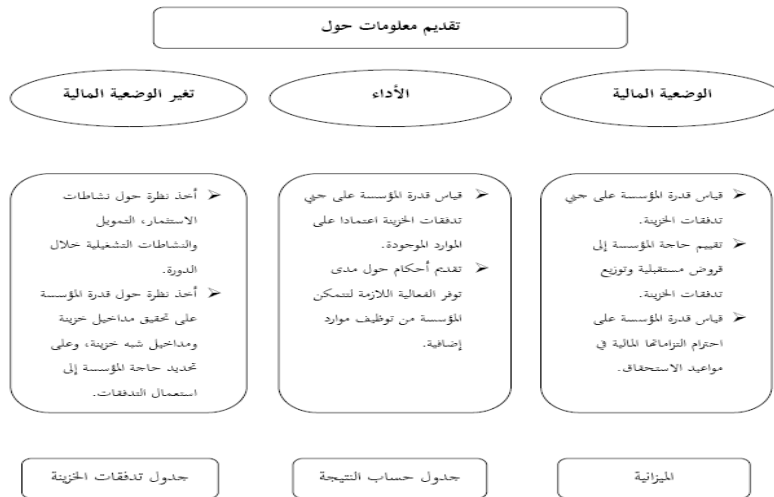 تقديم معلومات حول
الوضعية المالية
الأداء
تغير الوضعية المالية
قياس قدرة المؤسسة على جني
تدفقات الخزينة.
تقييم حاجة المؤسسة إلى
قروض مستقبلية وتوزيع
تدفقات الخزينة.
قياس قدرة المؤسسة على
احترام التزاماتها المالية في
مواعيد الاستحقاق.
قياس قدرة المؤسسة على جني
تدفقات الخزينة اعتمادا على
الموارد الموجودة.
تقديم أحكام حول مدى
توفر الفعالية اللازمة لتتمكن
المؤسسة من توظيف موارد
إضافية.
أخذ نظرة حول نشاطات
الاستثمار، التمويل
والنشاطات التشغيلية خلال
الدورة.
أخذ نظرة حول قدرة المؤسسة
على تحقيق مداخيل خزينة
ومداخيل شبه خزينة، وعلى
تحديد حاجة المؤسسة إلى
استعمال التدفقات.
الميزانية
جدول حساب النتيجة
جدول تدفقات الخزينة